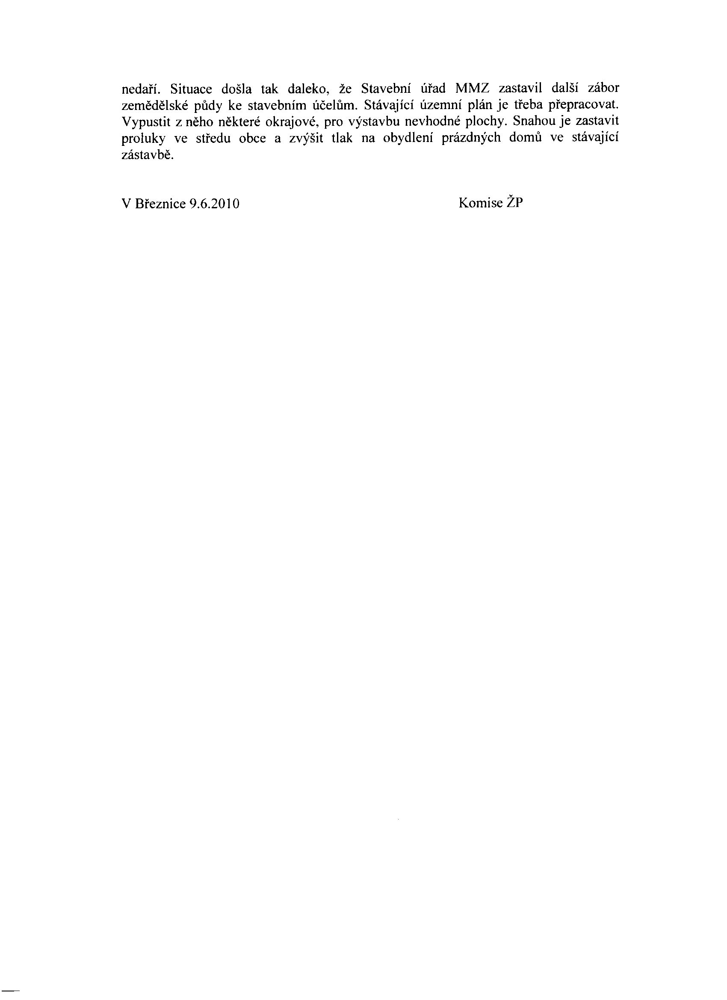 nedaří. Situace došla tak daleko, že Stavební úřad MMZ zastavil další zábor
zemědělské půdy ke stavebním účelům. Stávající územní plán je třeba přepracovat.
Vypustit z něho některé okrajové, pro výstavbu nevhodné plochy. Snahou je zastavit
proluky ve středu obce a zvýšit tlak na obydlení prázdných domů ve stávající
zástavbě.
V Březnice 9.6.2010 Komise ŽP